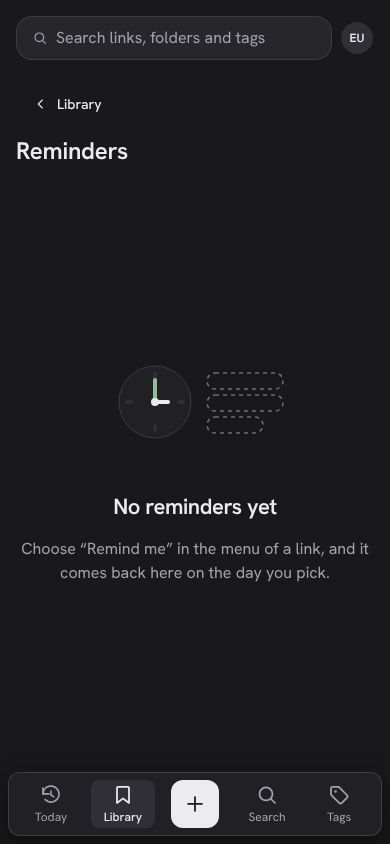 Search links, folders and tags
EU
Library
Reminders
No reminders yet
Choose “Remind me” in the menu of a link, and it
comes back here on the day you pick.
Today
Library
Search
Tags